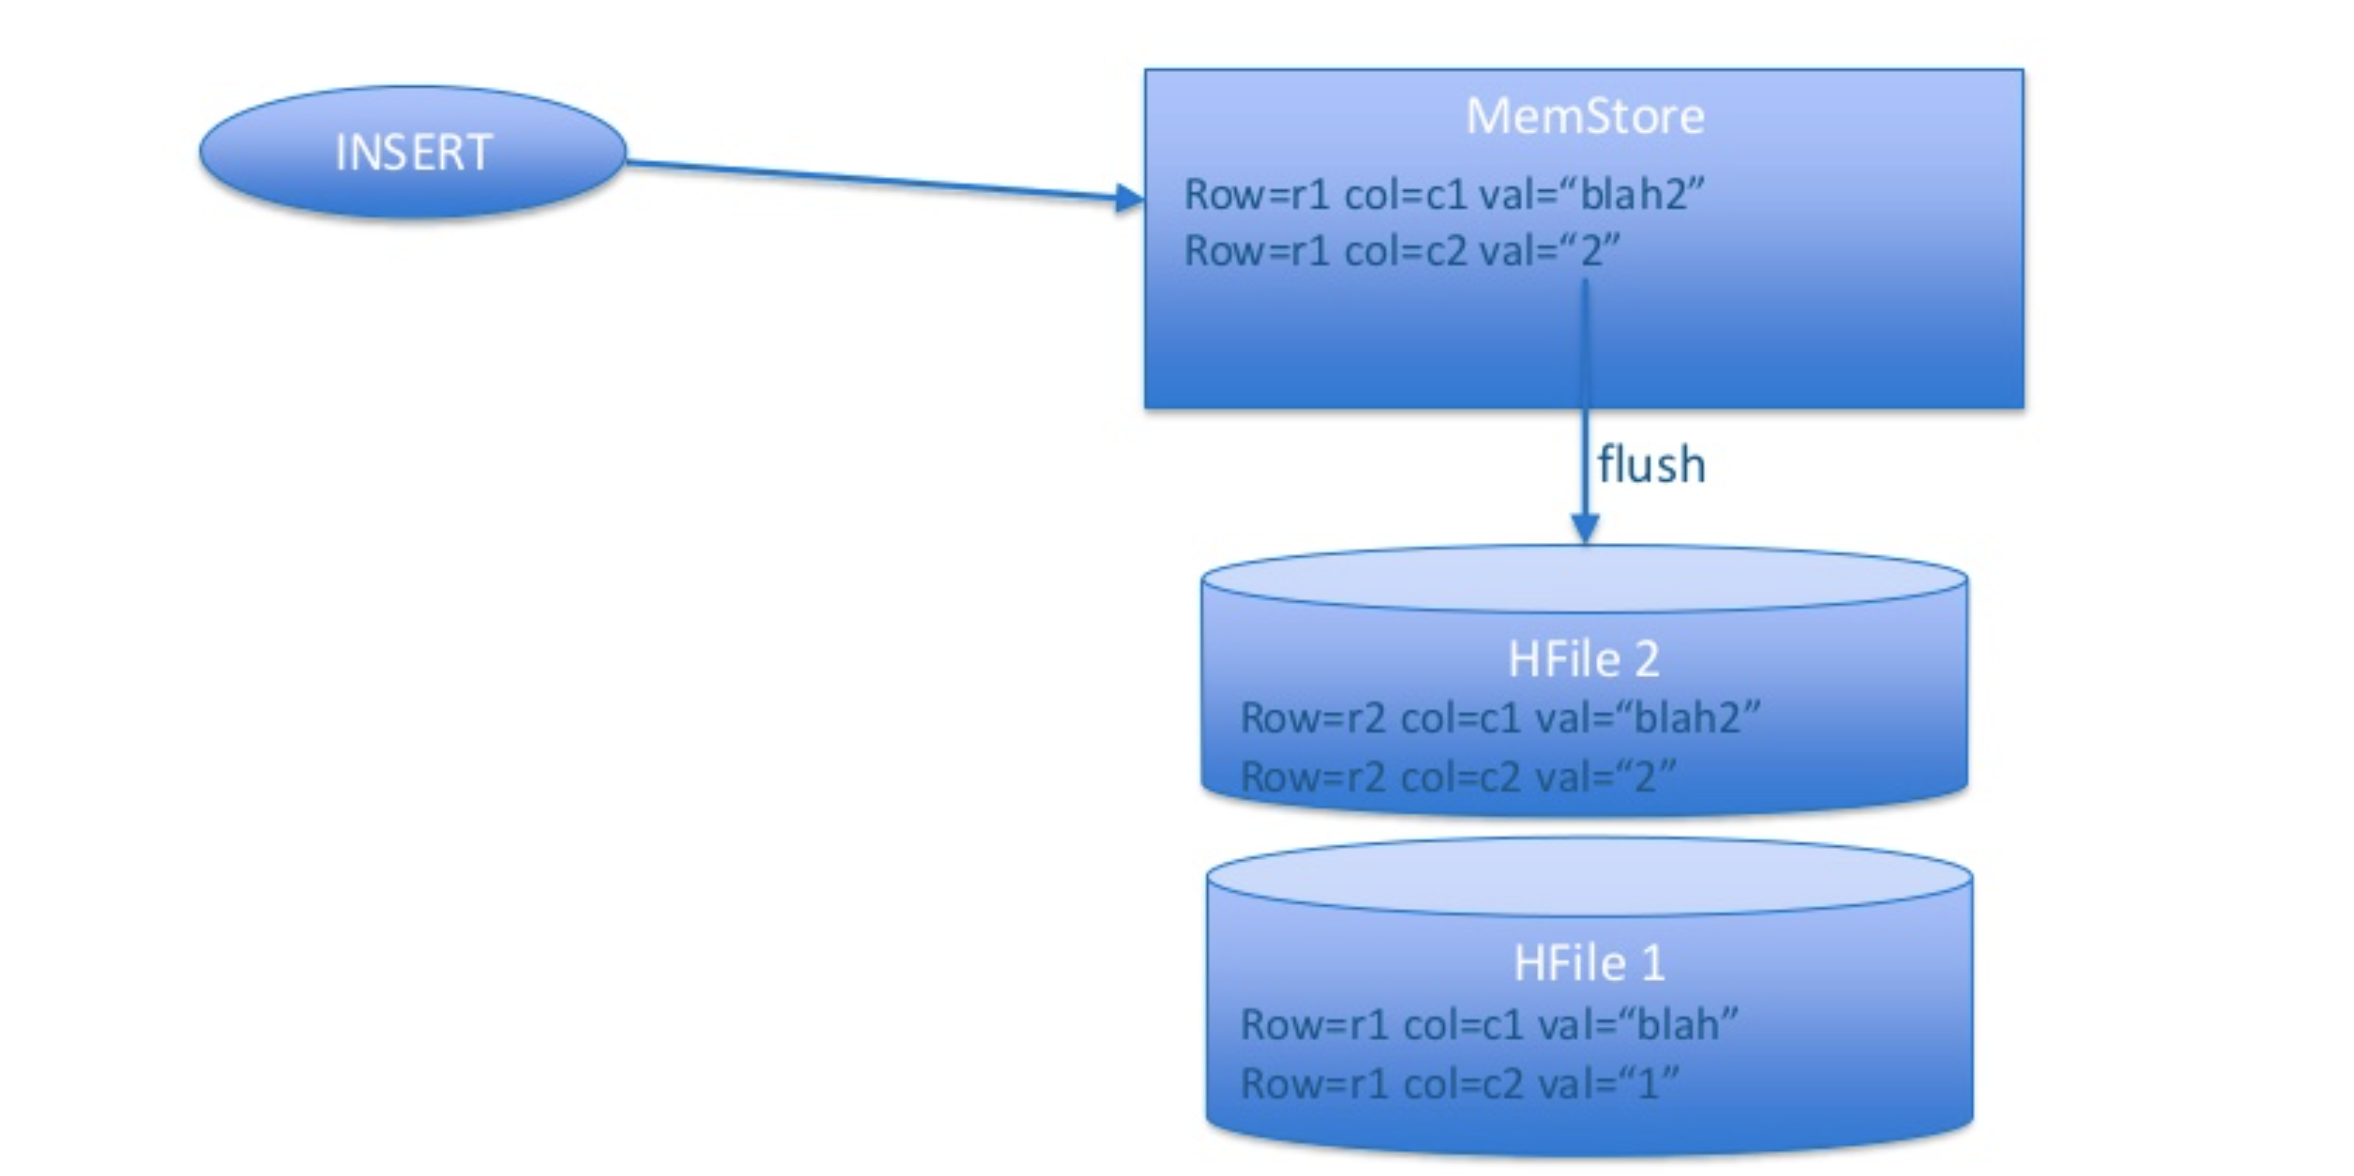 INSERT
MemStore
Row=r1 col=c1 val=“blah2”
Row=r1 col=c2 val=“2”
flush
HFile 2
Row=r2 col=c1 val=“blah2”
Row=r2 col=c2 val=“2”
HFile 1
Row=r1 col=c1 val=“blah”
Row=r1 col=c2 val=“1”